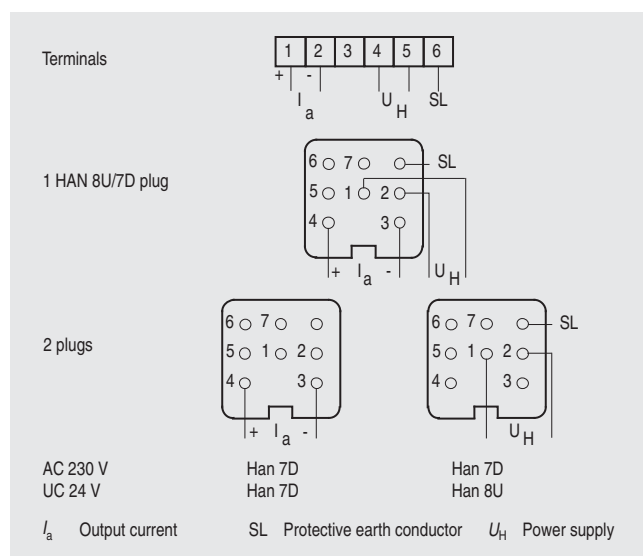 Terminals
1 2 3 4 5 6
+ -
I a U H SL
1 HAN 8U/7D plug
6 7 SL
5 1 2
4 3
+ I a - U H
2 plugs
6 7
5 1 2
4 3
+ I a -
6 7 SL
5 1 2
4 3
U H
AC 230 V Han 7D Han 7D
UC 24 V Han 7D Han 8U
I a Output current SL Protective earth conductor U H Power supply